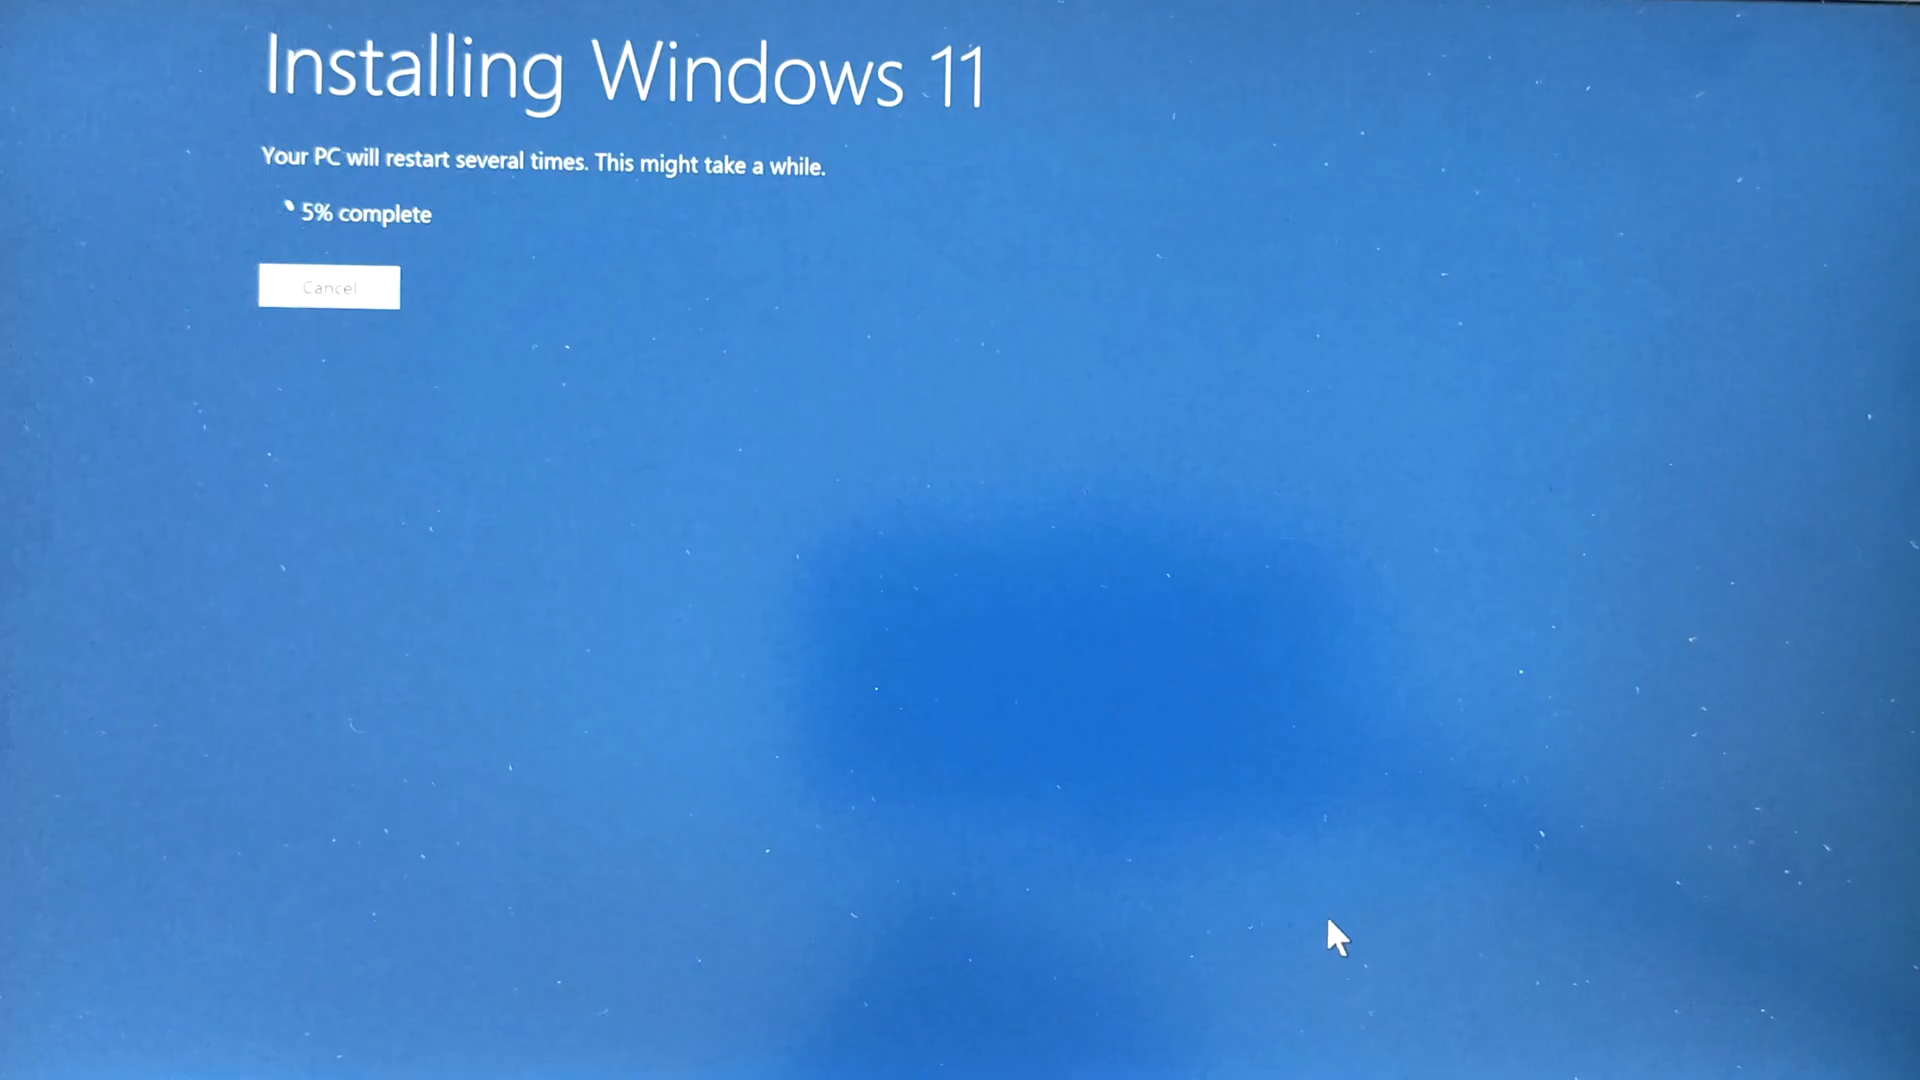 Installing Windows 11
Your PC will restart several times. This might take a while.
5% complete
Cancel